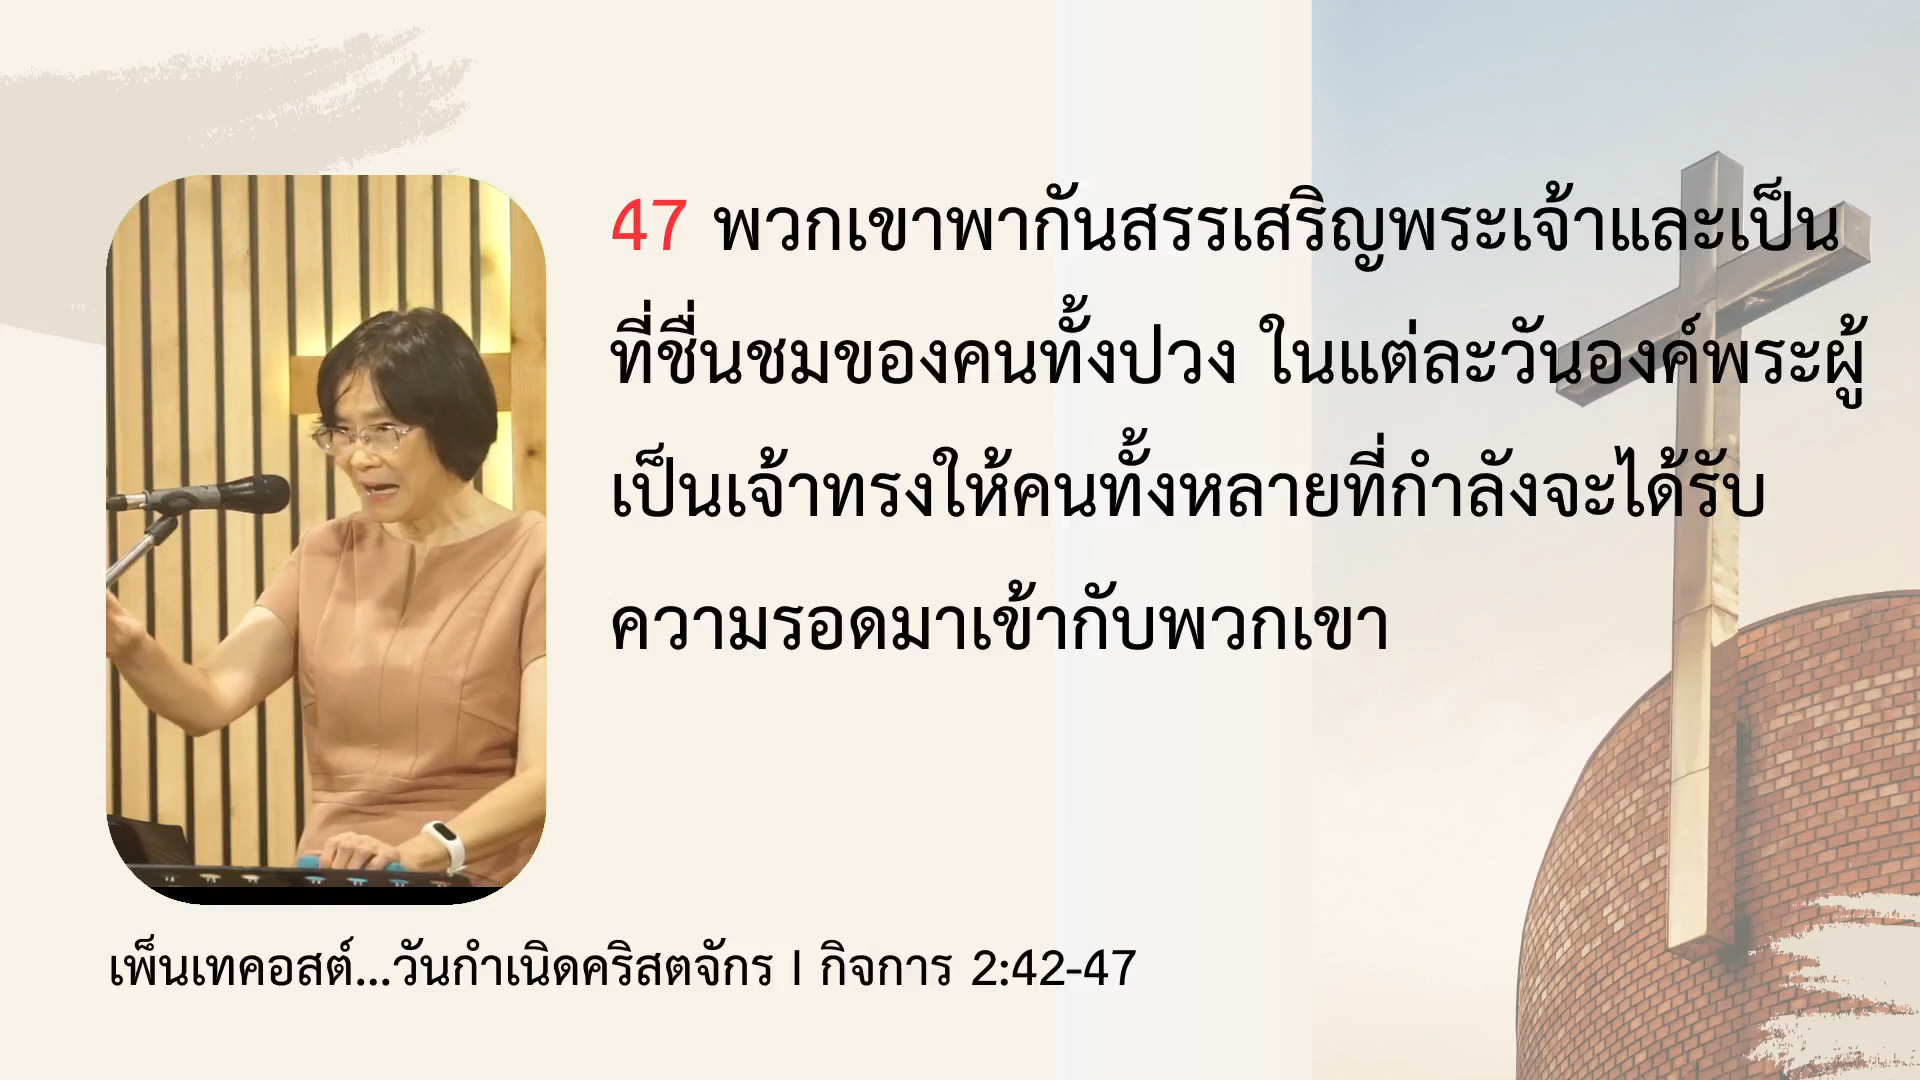 47 พวกเขาพากันสรรเสริญพระเจ้าและเป็น
ที่ชื่นชมของคนทั้งปวง ในแต่ละวันองค์พระผู้
เป็นเจ้าทรงให้คนทั้งหลายที่กำลังจะได้รับ
ความรอดมาเข้ากับพวกเขา
เพ็นเทคอสต์...วันกำเนิดคริสตจักร I กิจการ 2:42-47